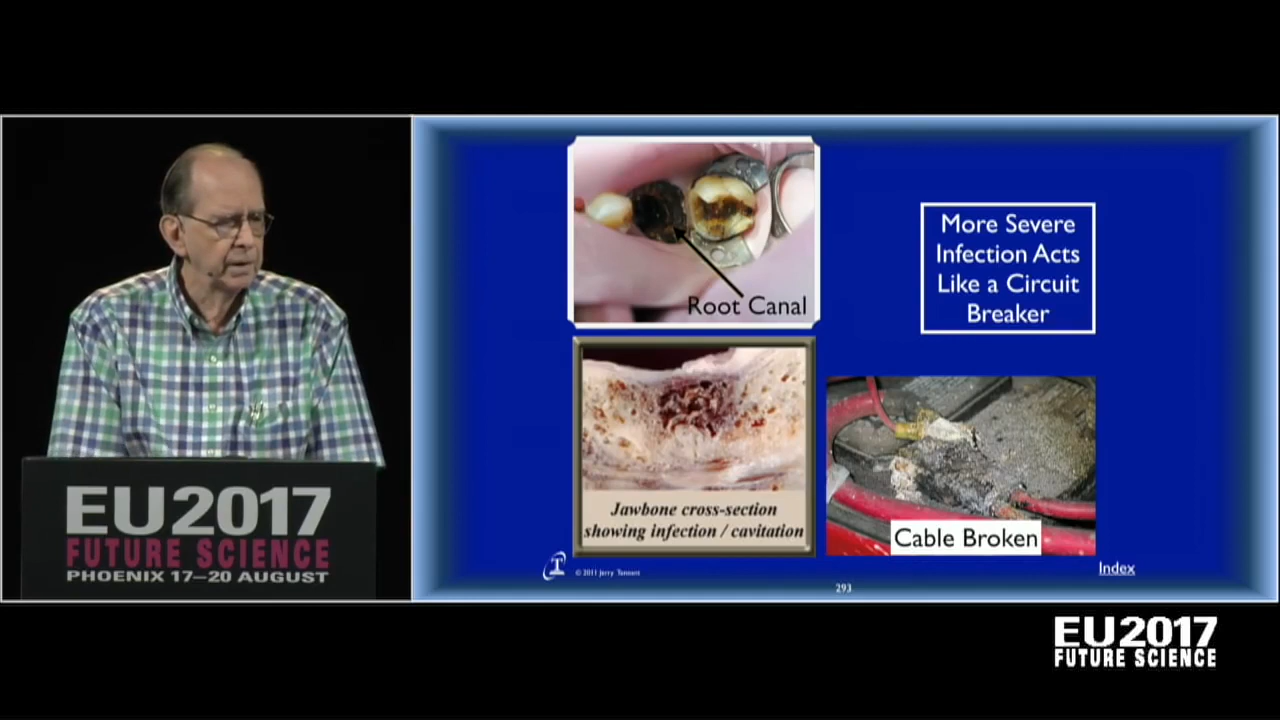 Root Canal
More Severe
Infection Acts
Like a Circuit
Breaker
Jawbone cross-section
showing infection / cavitation
Cable Broken
T
© 2011 Jerry Tennant
Index
293
EU2017
FUTURE SCIENCE
PHOENIX 17–20 AUGUST
EU2017
FUTURE SCIENCE